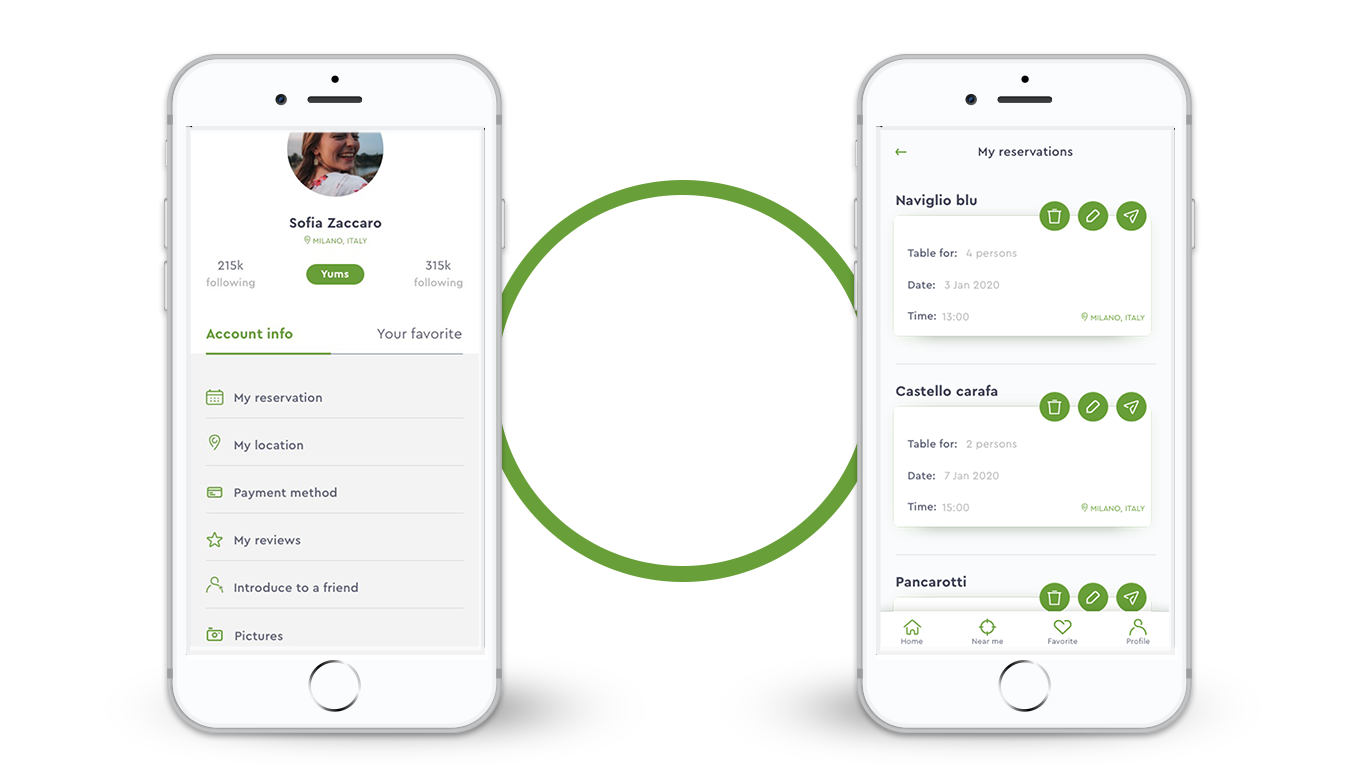 Sofia Zaccaro
MILANO, ITALY
215k
following
Yums
315k
following
Account info
Your favorite
My reservation
My location
Payment method
My reviews
Introduce to a friend
Pictures
My reservations
Naviglio blu
Table for: 4 persons
Date: 3 Jan 2020
Time: 13:00
MILANO, ITALY
Castello carafa
Table for: 2 persons
Date: 7 Jan 2020
Time: 15:00
MILANO, ITALY
Pancarotti
Home
Near me
Favorite
Profile